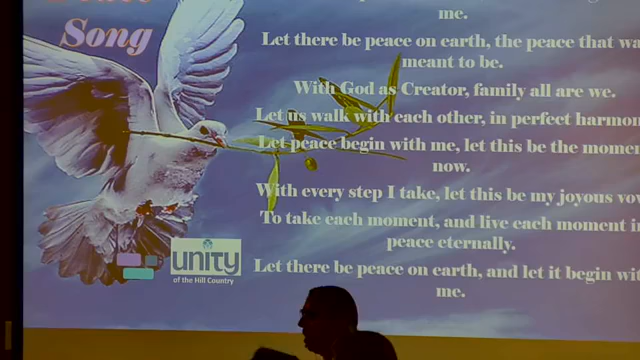 Song
me.
Let there be peace on earth, the peace that wa
meant to be.
With God as Creator, family all are we.
Let us walk with each other, in perfect harmon
Let peace begin with me, let this be the momen
now.
With every step I take, let this be my joyous vow
To take each moment, and live each moment in
peace eternally.
Let there be peace on earth, and let it begin wit
me.
unity
of the Hill Country